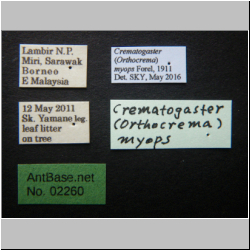 Lambir N.P.
Miri, Sarawak
Borneo
E Malaysia
Crematogaster
(Orthocrema)
myops Forel, 1911
Det. SKY, May 2016
12 May 2011
Sk. Yamane leg.
leaf litter
on tree
Crematogaster
(Orthocrema)
myops
AntBase.net
No. 02260